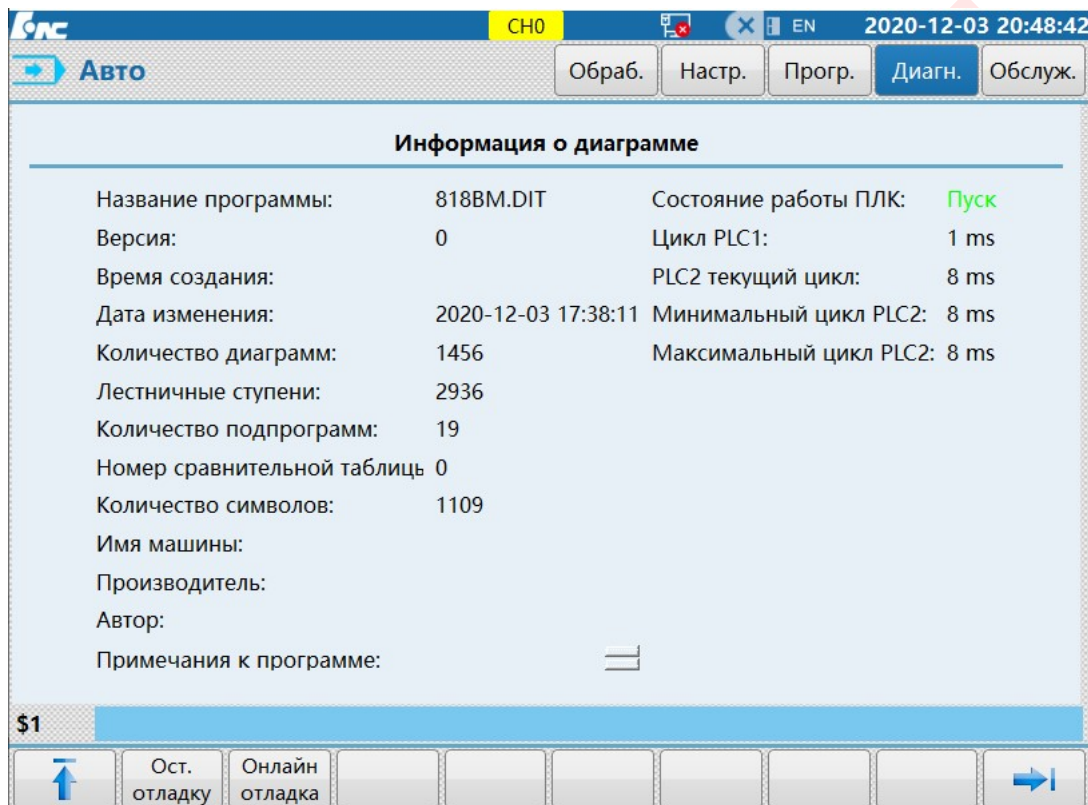 CH0 EN 2020-12-03 20:48:42
Авто Обраб. Настр. Прогр. Диагн. Обслуж.
Информация о диаграмме
Название программы: 818BM.DIT Состояние работы ПЛК: Пуск
Версия: 0 Цикл PLC1: 1 ms
Время создания: PLC2 текущий цикл: 8 ms
Дата изменения: 2020-12-03 17:38:11 Минимальный цикл PLC2: 8 ms
Количество диаграмм: 1456 Максимальный цикл PLC2: 8 ms
Лестничные ступени: 2936
Количество подпрограмм: 19
Номер сравнительной таблицы 0
Количество символов: 1109
Имя машины:
Производитель:
Автор:
Примечания к программе:
$1
Ост. Онлайн
отладку отладка